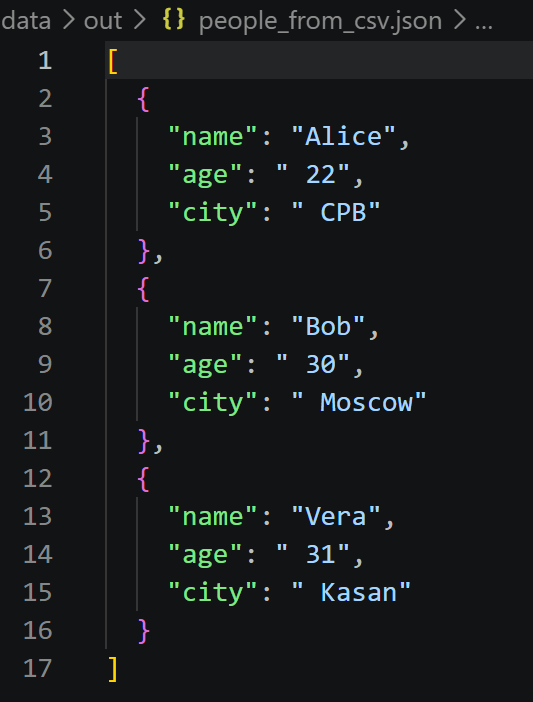 data > out > {} people_from_csv.json > ...
1 [
2   {
3     "name": "Alice",
4     "age": " 22",
5     "city": " CPB"
6   },
7   {
8     "name": "Bob",
9     "age": " 30",
10     "city": " Moscow"
11   },
12   {
13     "name": "Vera",
14     "age": " 31",
15     "city": " Kasan"
16   }
17 ]